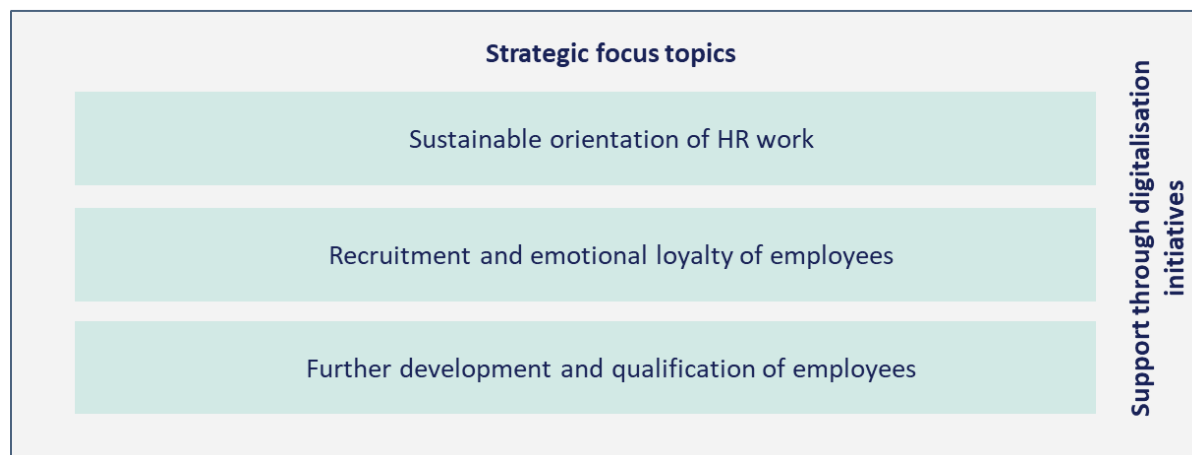 Strategic focus topics
Sustainable orientation of HR work
Recruitment and emotional loyalty of employees
Further development and qualification of employees
Support through digitalisation
initiatives